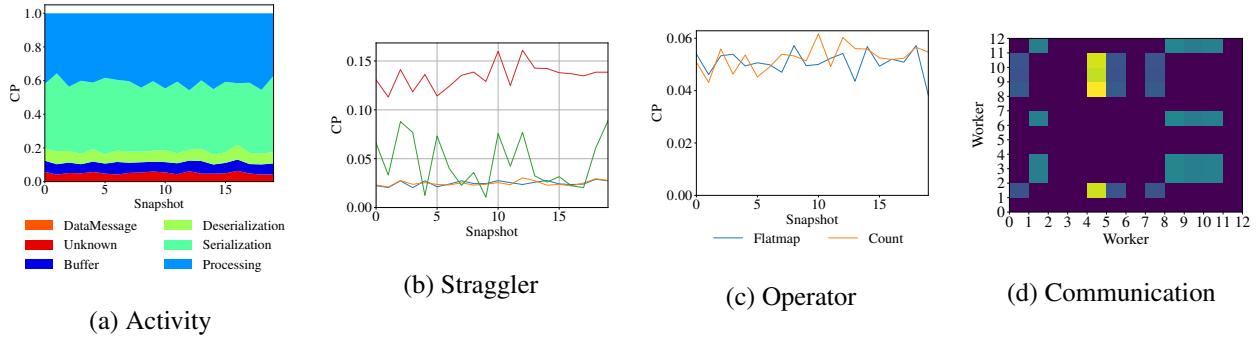 1.0
0.8
0.6
0.4
0.2
0.0
CP
0 5 10 15
Snapshot
DataMessage Deserialization
Unknown Serialization
Buffer Processing
(a) Activity
0.15
0.10
0.05
0.00
CP
0 5 10 15
Snapshot
(b) Straggler
0.06
0.04
0.02
0.00
CP
0 5 10 15
Snapshot
Flatmap Count
(c) Operator
12
11
10
9
8
7
6
5
4
3
2
1
0
Worker
0 1 2 3 4 5 6 7 8 9 10 11 12
Worker
(d) Communication